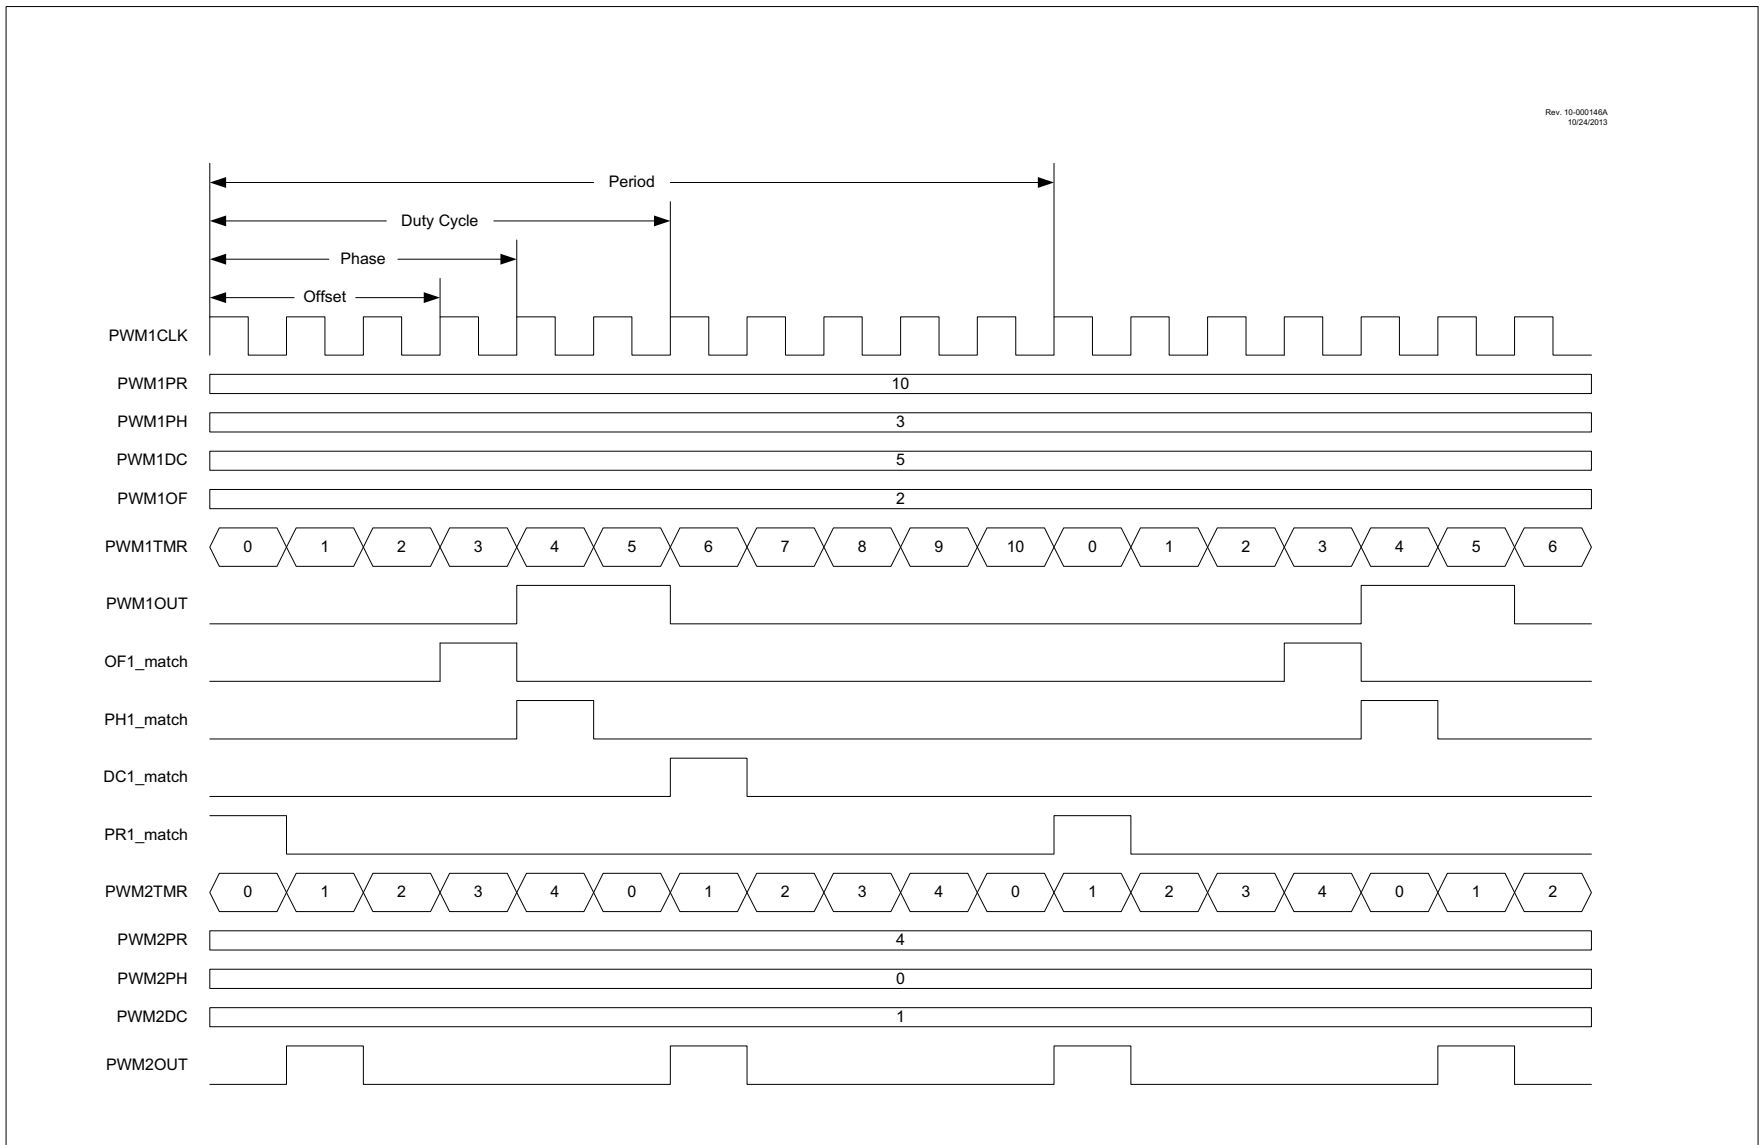 Rev. 10-000146A
10/24/2013
Period
Duty Cycle
Phase
Offset
PWM1CLK
PWM1PR 10
PWM1PH 3
PWM1DC 5
PWM1OF 2
PWM1TMR 0 1 2 3 4 5 6 7 8 9 10 0 1 2 3 4 5 6
PWM1OUT
OF1_match
PH1_match
DC1_match
PR1_match
PWM2TMR 0 1 2 3 4 0 1 2 3 4 0 1 2 3 4 0 1 2
PWM2PR 4
PWM2PH 0
PWM2DC 1
PWM2OUT